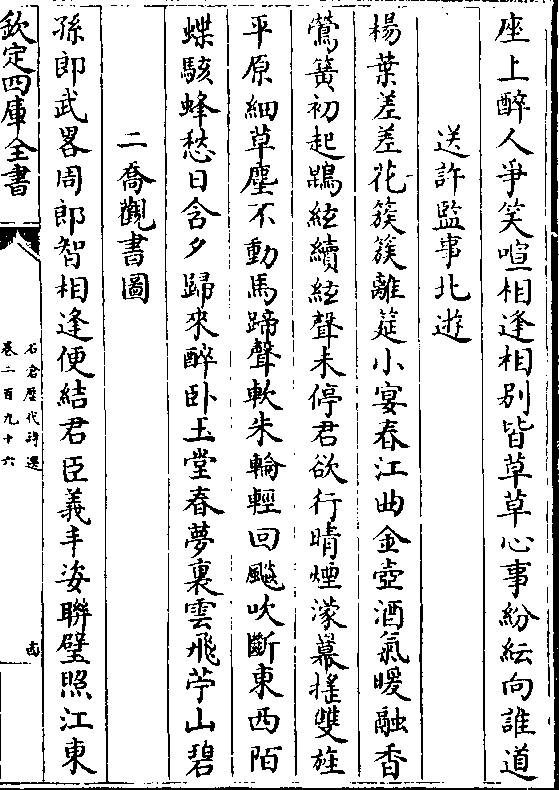 座上醉人爭笑喧相逢相别皆草草心事紛紜向誰道
送許監事北遊
楊葉差差花簇簇離筵小宴春江曲金壺酒氣暖融香
鶯簧初起鵾絃續絃聲未停君欲行晴煙濛幕搖雙旌
平原細草塵不動馬蹄聲軟朱輪輕回飈吹斷東西陌
蝶駭蜂愁日含夕歸來醉卧玉堂春夢裏雲飛苧山碧
二喬觀書圖
孫郎武畧周郎智相逢便結君臣義丰姿聯璧照江東
欽定四庫全書
石倉歷代詩選
卷二百九十六